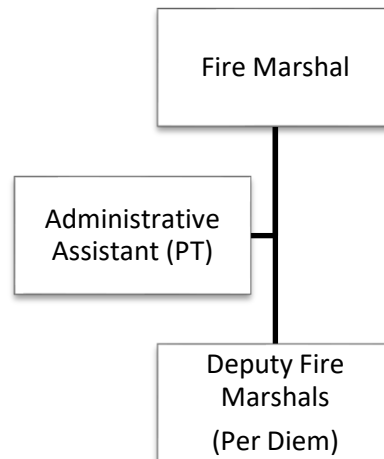 Fire Marshal
Administrative
Assistant (PT)
Deputy Fire
Marshals
(Per Diem)